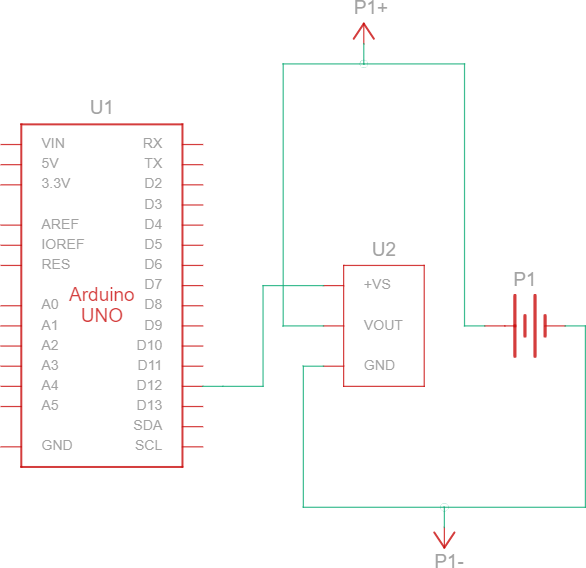 P1+
U1
VIN RX
5V TX
3.3V D2
D3
AREF D4
IOREF D5
RES D6
D7
Arduino
UNO
A0 D8
A1 D9
A2 D10
A3 D11
A4 D12
A5 D13
SDA
GND SCL
U2
+VS
VOUT
GND
P1
P1-